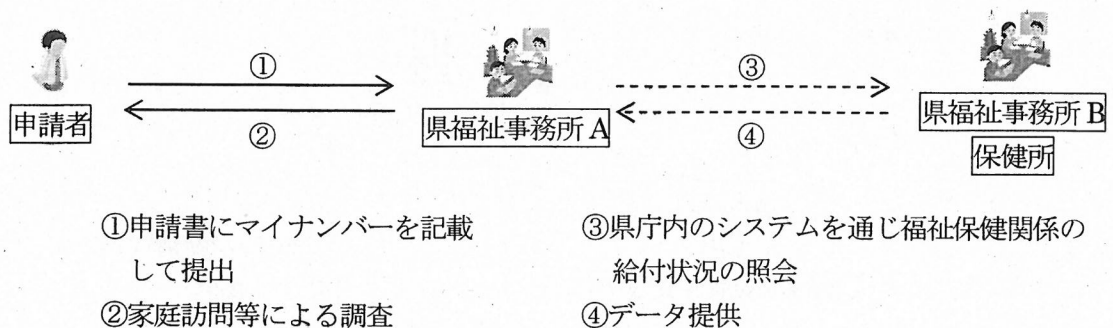 ①
③
②
④
申請者
県福祉事務所A
県福祉事務所B
保健所
①申請書にマイナンバーを記載
して提出
②家庭訪問等による調査
③県庁内のシステムを通じ福祉保健関係の
給付状況の照会
④データ提供